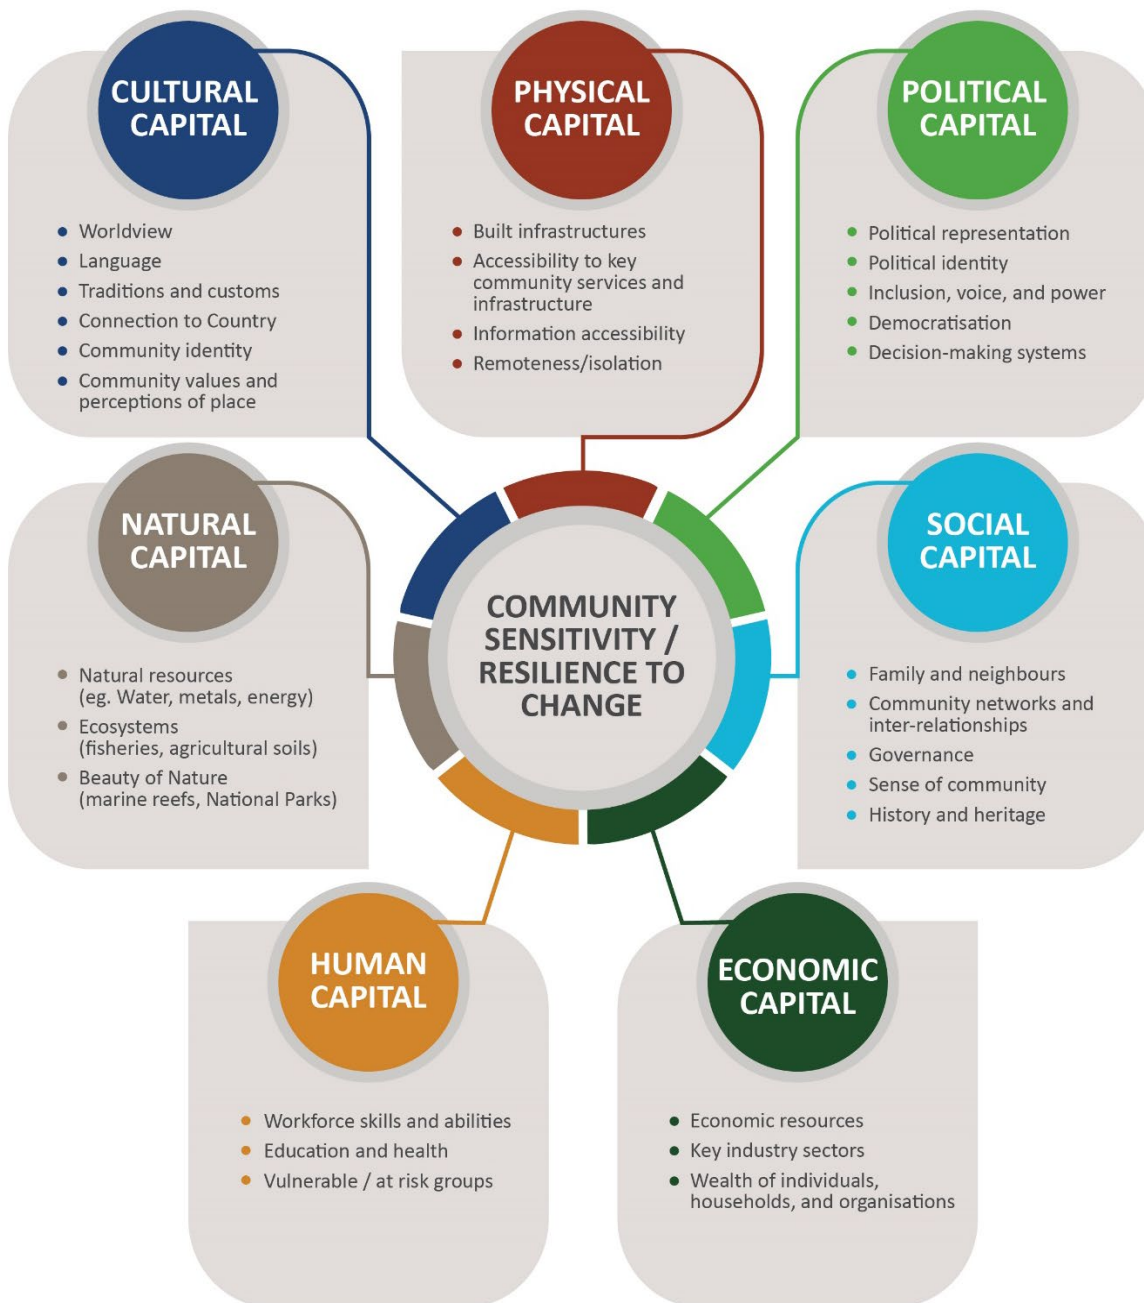 CULTURAL
CAPITAL
Worldview
Language
Traditions and customs
Connection to Country
Community identity
Community values and
perceptions of place
PHYSICAL
CAPITAL
Built infrastructures
Accessibility to key
community services and
infrastructure
Information accessibility
Remoteness/isolation
POLITICAL
CAPITAL
Political representation
Political identity
Inclusion, voice, and power
Democratisation
Decision-making systems
NATURAL
CAPITAL
Natural resources
(eg. Water, metals, energy)
Ecosystems
(fisheries, agricultural soils)
Beauty of Nature
(marine reefs, National Parks)
COMMUNITY
SENSITIVITY /
RESILIENCE TO
CHANGE
SOCIAL
CAPITAL
Family and neighbours
Community networks and
inter-relationships
Governance
Sense of community
History and heritage
HUMAN
CAPITAL
Workforce skills and abilities
Education and health
Vulnerable / at risk groups
ECONOMIC
CAPITAL
Economic resources
Key industry sectors
Wealth of individuals,
households, and organisations